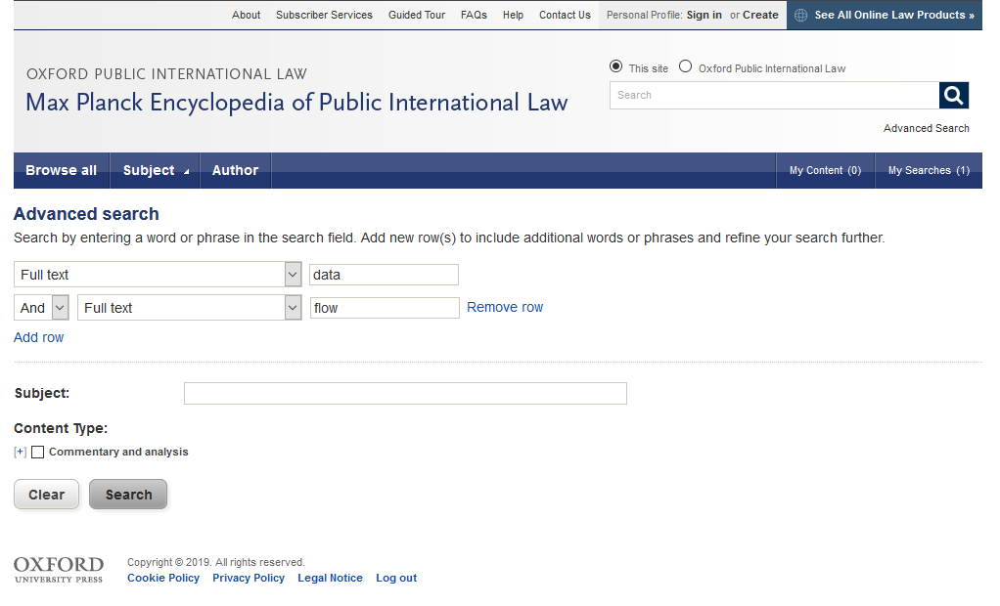 About Subscriber Services Guided Tour FAQs Help Contact Us Personal Profile: Sign in or Create See All Online Law Products »
This site Oxford Public International Law
OXFORD PUBLIC INTERNATIONAL LAW
Max Planck Encyclopedia of Public International Law
Search
Advanced Search
Browse all Subject Author My Content (0) My Searches (1)
Advanced search
Search by entering a word or phrase in the search field. Add new row(s) to include additional words or phrases and refine your search further.
Full text data
And Full text flow Remove row
Add row
Subject:
Content Type:
[+] Commentary and analysis
Clear Search
OXFORD
UNIVERSITY PRESS
Copyright © 2019. All rights reserved.
Cookie Policy Privacy Policy Legal Notice Log out